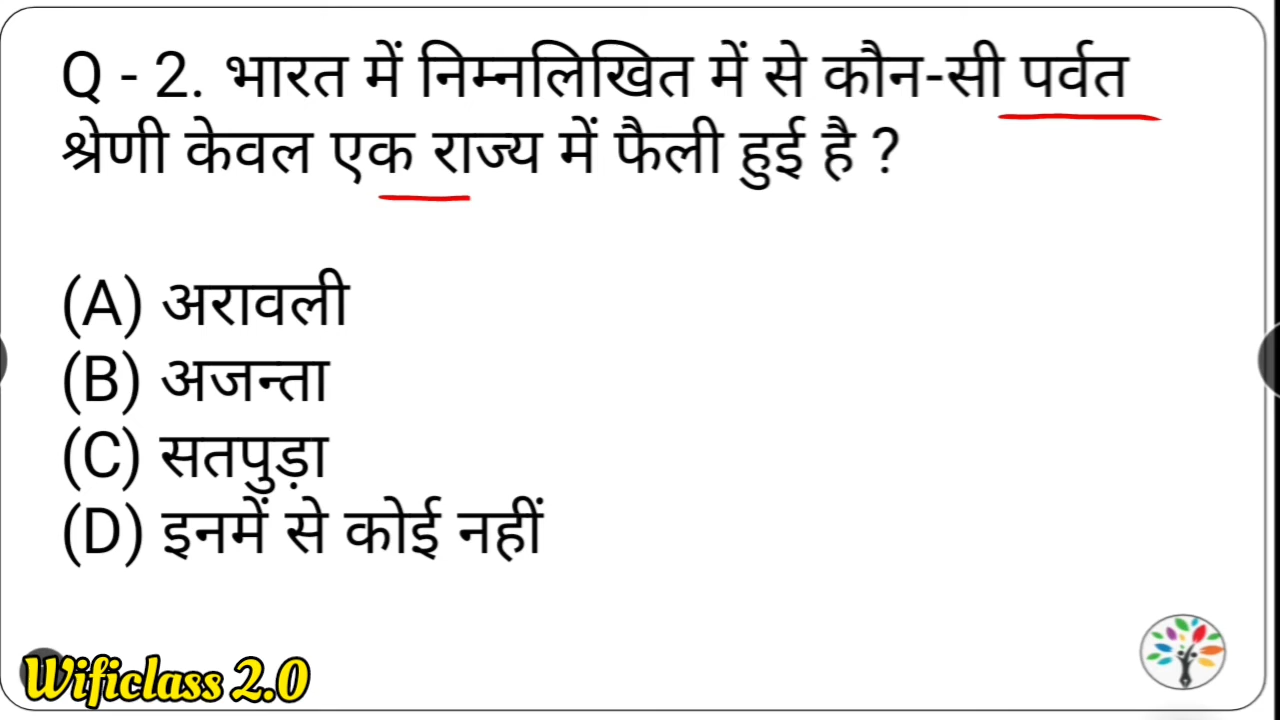 Q - 2. भारत में निम्नलिखित में से कौन-सी पर्वत
श्रेणी केवल एक राज्य में फैली हुई है ?
(A) अरावली
(B) अजन्ता
(C) सतपुड़ा
(D) इनमें से कोई नहीं
Wificlass 2.0